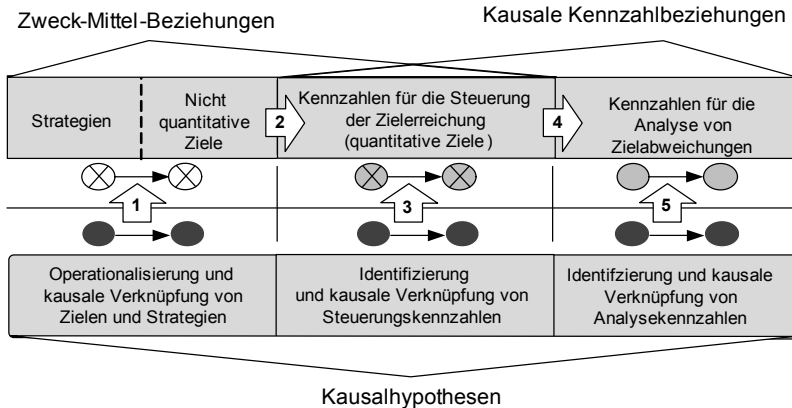 Zweck-Mittel-Beziehungen
Kausale Kennzahlbeziehungen
Strategien
Nicht
quantitative
Ziele
2
Kennzahlen für die Steuerung
der Zielerreichung
(quantitative Ziele )
4
Kennzahlen für die
Analyse von
Zielabweichungen
1
3
5
Operationalisierung und
kausale Verknüpfung von
Zielen und Strategien
Identifizierung
und kausale Verknüpfung von
Steuerungskennzahlen
Identifzierung und kausale
Verknüpfung von
Analysekennzahlen
Kausalhypothesen